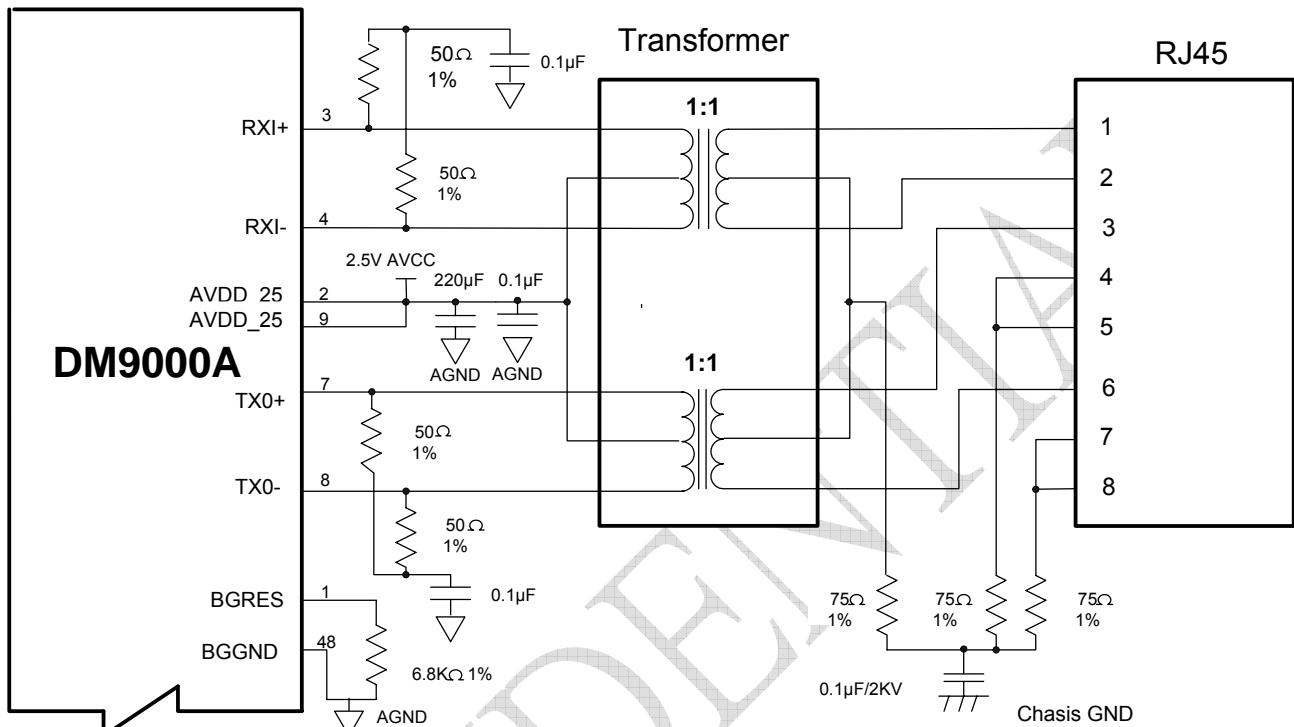 Transformer
RJ45
50Ω
1%
0.1µF
1:1
RXI+
3
1
50Ω
1%
2
RXI-
4
3
2.5V AVCC
220µF
0.1µF
4
AVDD_25
2
AVDD_25
9
5
DM9000A
AGND
AGND
1:1
6
TX0+
7
50Ω
1%
7
TX0-
8
8
50Ω
1%
BGRES
1
0.1µF
75Ω
1%
75Ω
1%
75Ω
1%
BGGND
48
6.8KΩ 1%
0.1µF/2KV
AGND
Chasis GND